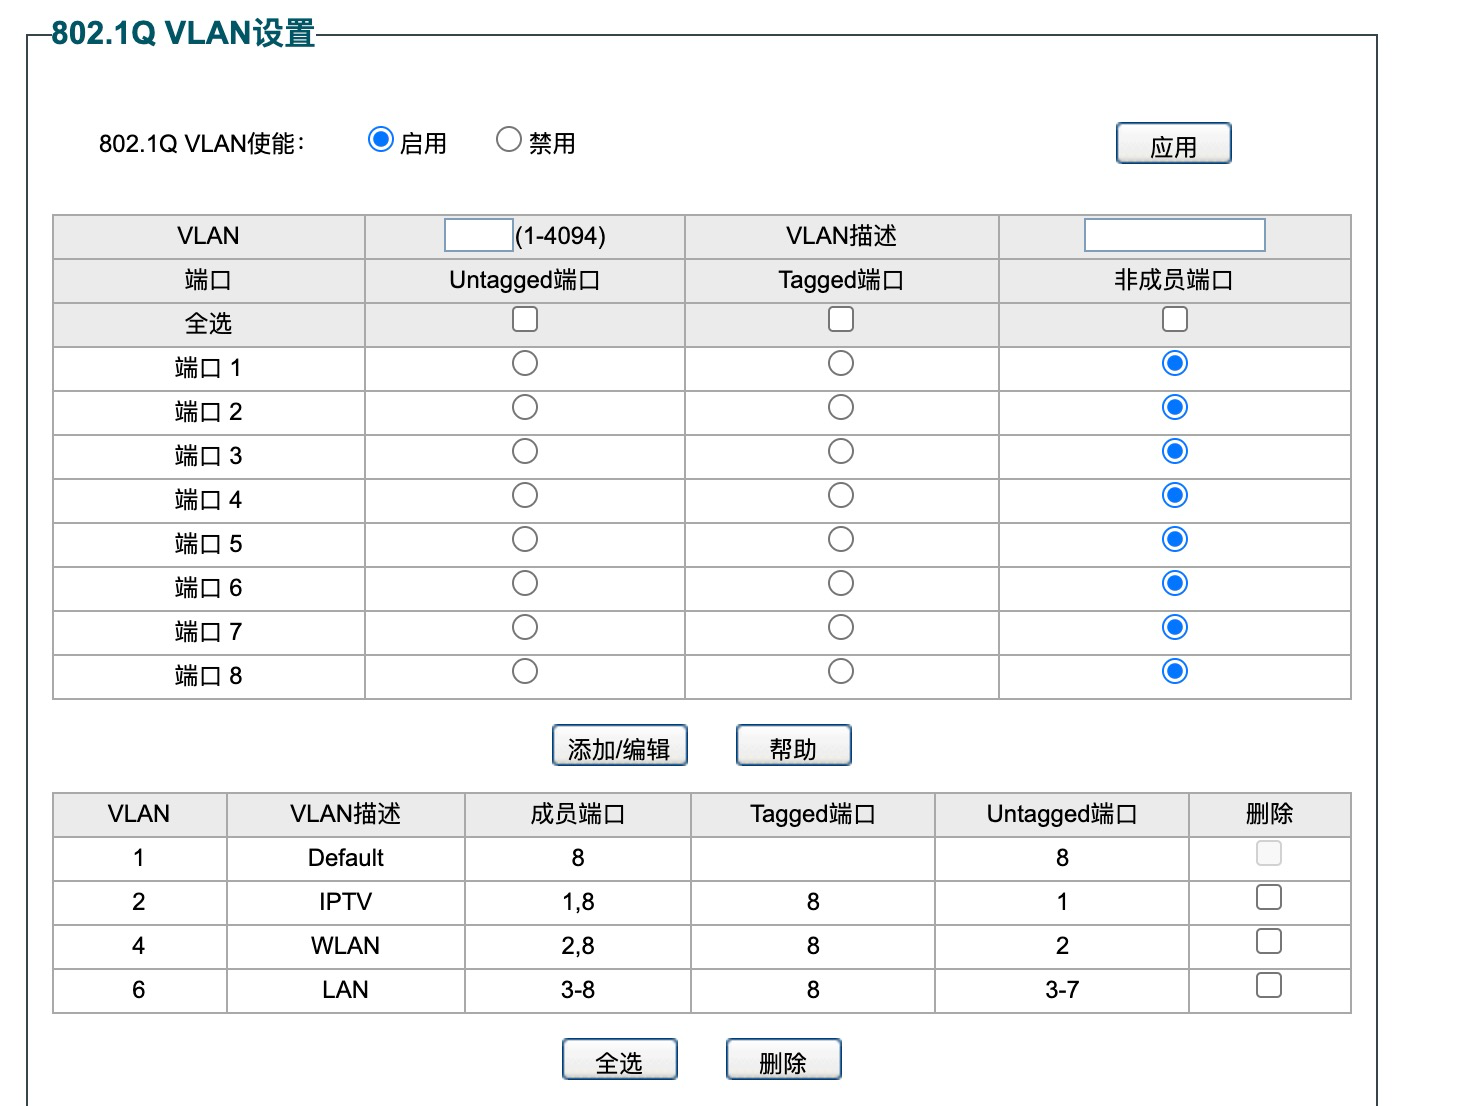 802.1Q VLAN设置
802.1Q VLAN使能： 启用 禁用 应用
VLAN (1-4094) VLAN描述
端口 Untagged端口 Tagged端口 非成员端口
全选
端口 1
端口 2
端口 3
端口 4
端口 5
端口 6
端口 7
端口 8
添加/编辑 帮助
VLAN VLAN描述 成员端口 Tagged端口 Untagged端口 删除
1 Default 8 8
2 IPTV 1,8 8 1
4 WLAN 2,8 8 2
6 LAN 3-8 8 3-7
全选 删除